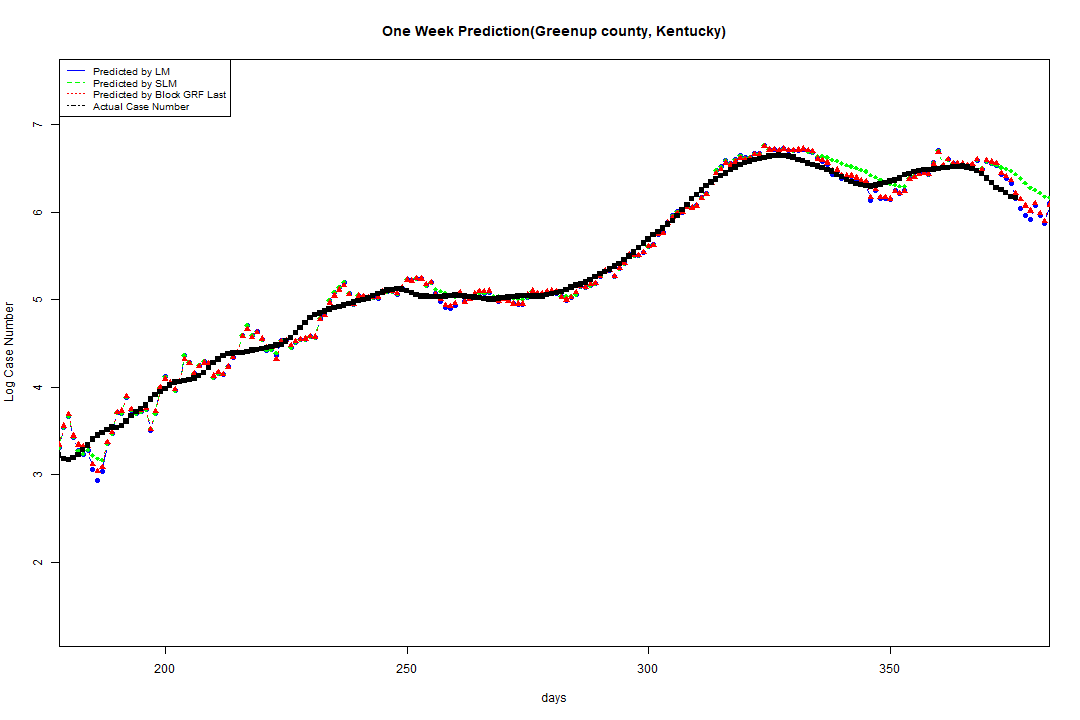 One Week Prediction(Greenup county, Kentucky)
Predicted by LM
Predicted by SLM
Predicted by Block GRF Last
Actual Case Number
7
6
5
4
3
2
Log Case Number
200 250 300 350
days